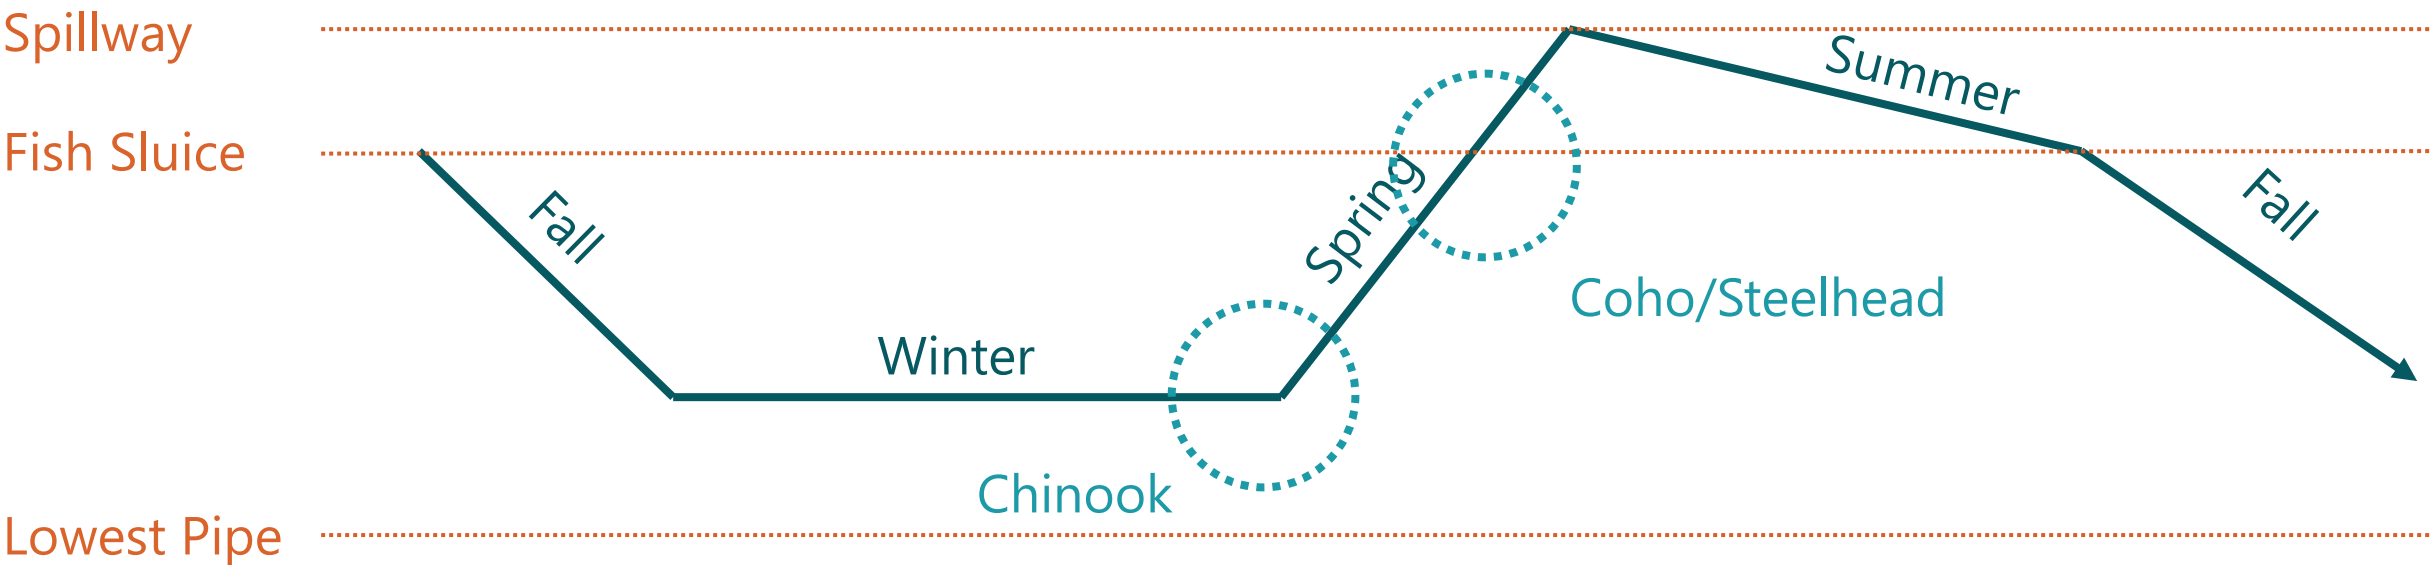 Spillway
Summer
Fish Sluice
Fall
Spring
Fall
Coho/Steelhead
Winter
Chinook
Lowest Pipe